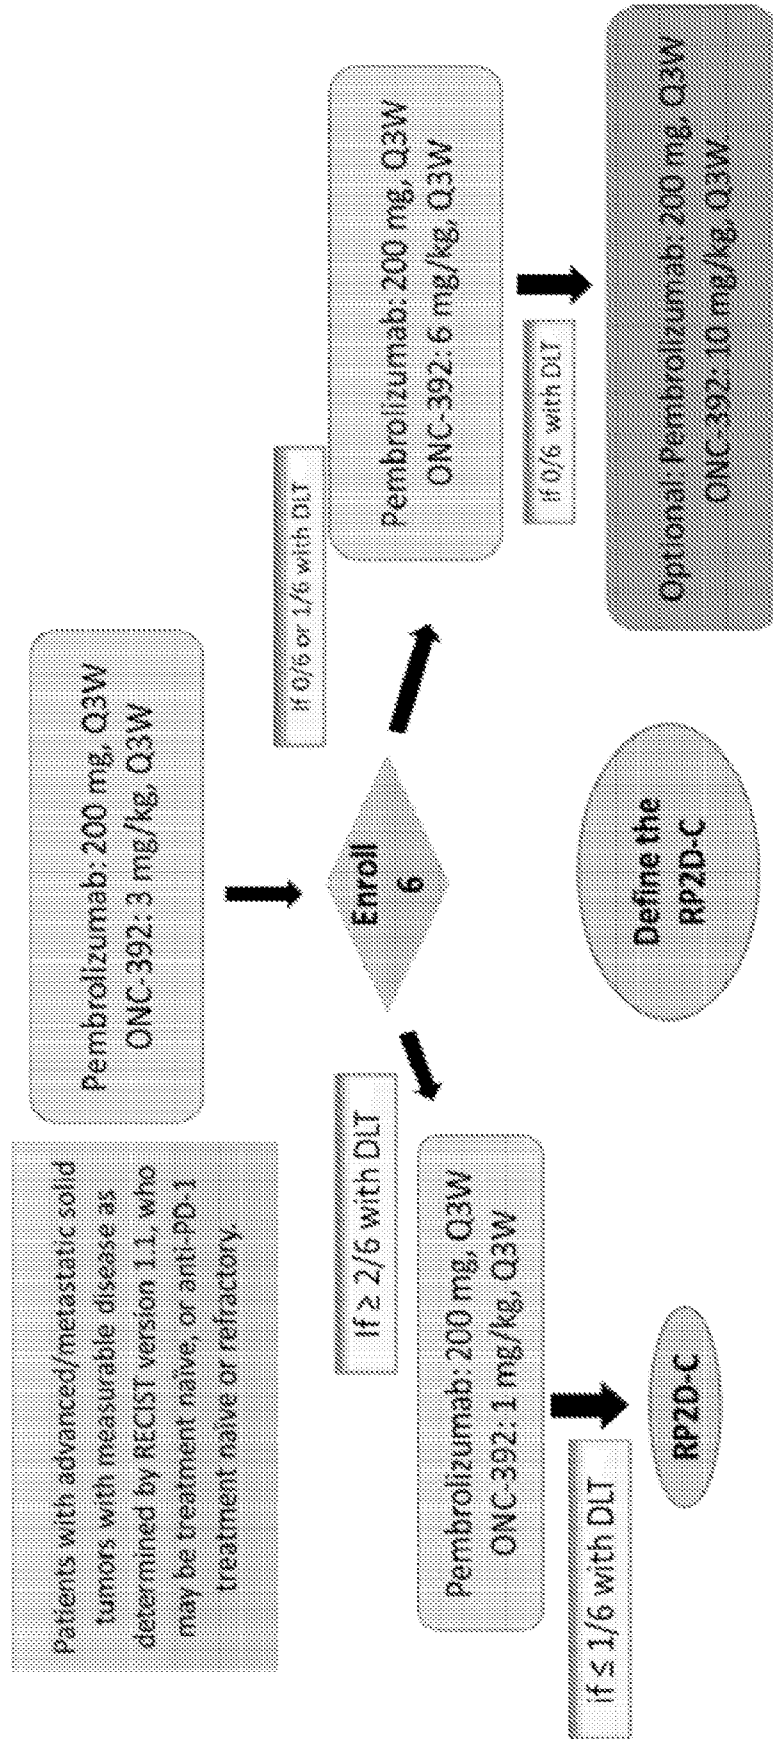 Patients with advanced/metastatic solid
tumors with measurable disease as
determined by RECIST version 1.1, who
may be treatment naïve, or anti-PD-1
treatment naïve or refractory.
Pembrolizumab: 200 mg, Q3W
ONC-392: 3 mg/kg, Q3W
Enroll
6
If ≥ 2/6 with DLT
If 0/6 or 1/6 with DLT
Pembrolizumab: 200 mg, Q3W
ONC-392: 1 mg/kg, Q3W
Pembrolizumab: 200 mg, Q3W
ONC-392: 6 mg/kg, Q3W
if ≤ 1/6 with DLT
If 0/6 with DLT
RP2D-C
Define the
RP2D-C
Optional Pembrolizumab: 200 mg, Q3W
ONC-392: 10 mg/kg, Q3W